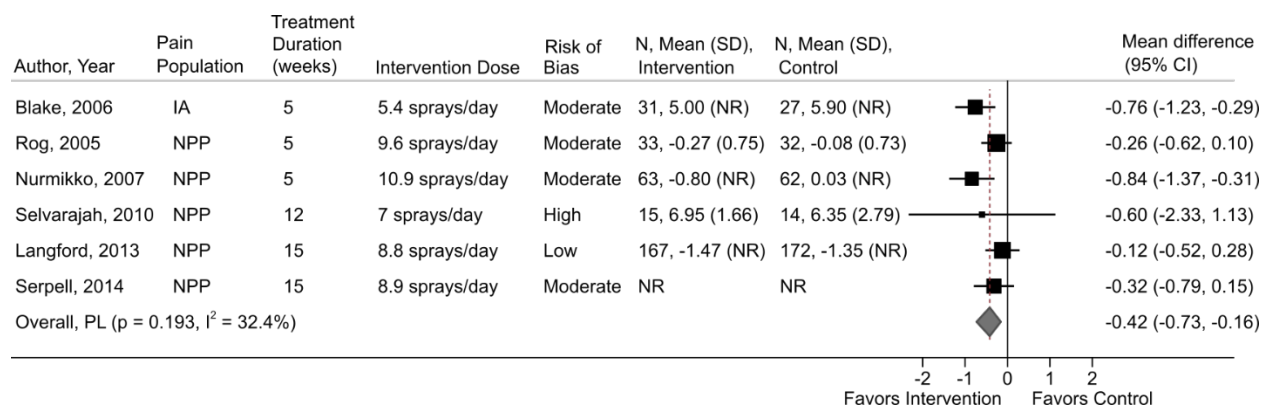 Author, Year Pain Population Treatment Duration (weeks) Intervention Dose Risk of Bias N, Mean (SD), Intervention N, Mean (SD), Control Mean difference (95% CI)
Blake, 2006 IA 5 5.4 sprays/day Moderate 31, 5.00 (NR) 27, 5.90 (NR) -0.76 (-1.23, -0.29)
Rog, 2005 NPP 5 9.6 sprays/day Moderate 33, -0.27 (0.75) 32, -0.08 (0.73) -0.26 (-0.62, 0.10)
Nurmikko, 2007 NPP 5 10.9 sprays/day Moderate 63, -0.80 (NR) 62, 0.03 (NR) -0.84 (-1.37, -0.31)
Selvarajah, 2010 NPP 12 7 sprays/day High 15, 6.95 (1.66) 14, 6.35 (2.79) -0.60 (-2.33, 1.13)
Langford, 2013 NPP 15 8.8 sprays/day Low 167, -1.47 (NR) 172, -1.35 (NR) -0.12 (-0.52, 0.28)
Serpell, 2014 NPP 15 8.9 sprays/day Moderate NR NR -0.32 (-0.79, 0.15)
Overall, PL (p = 0.193, I² = 32.4%) -0.42 (-0.73, -0.16)
-2 -1 0 1 2
Favors Intervention Favors Control